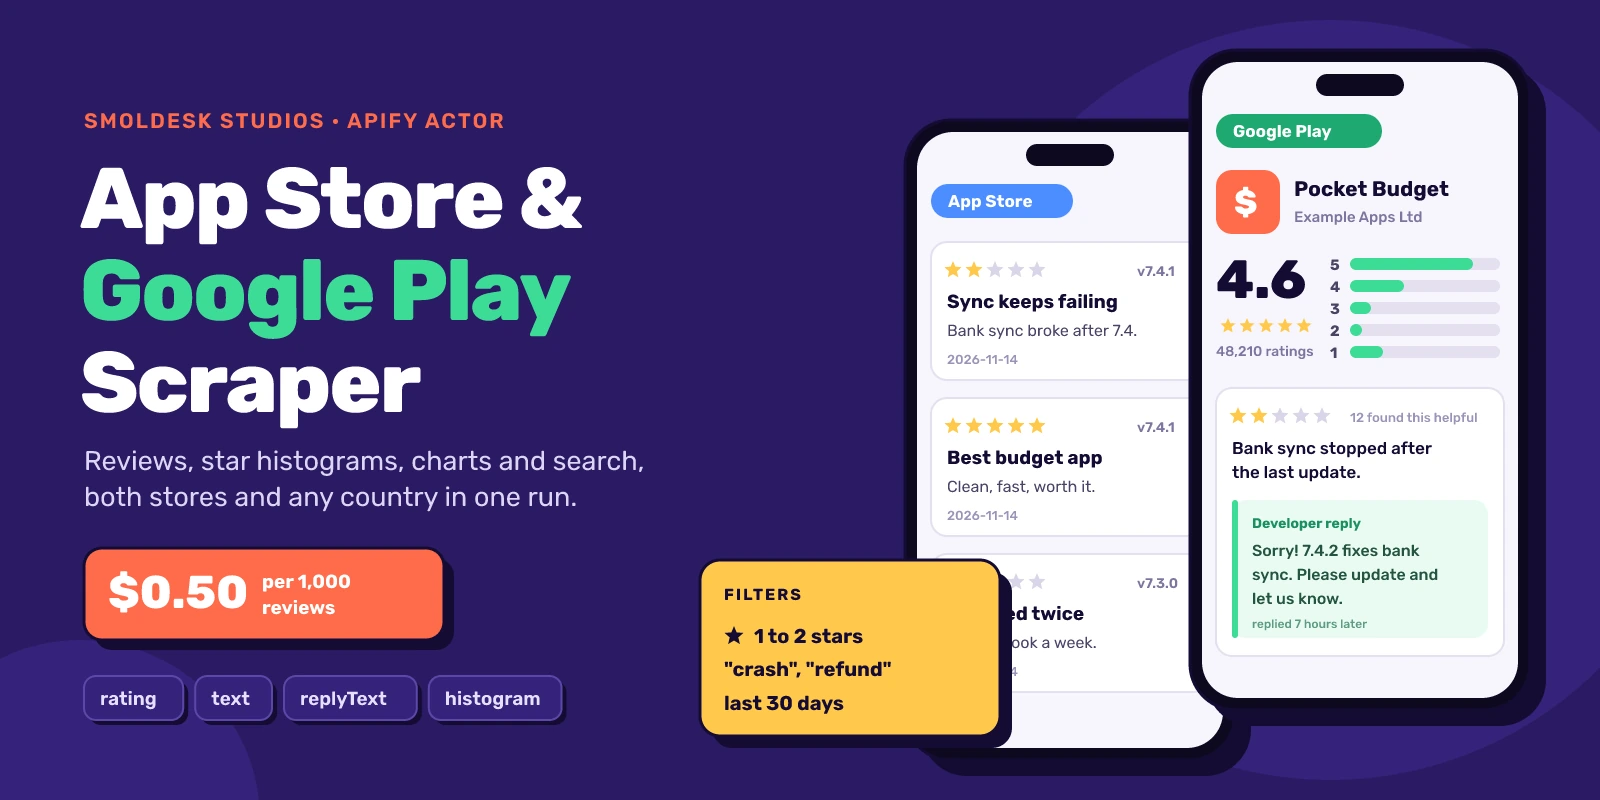 SMOLDESK STUDIOS • APIFY ACTOR
App Store &
Google Play
Scraper
Reviews, star histograms, charts and search,
both stores and any country in one run.
$0.50 per 1,000
reviews
rating
text
replyText
histogram
FILTERS
★ 1 to 2 stars
"crash", "refund"
last 30 days
App Store
v7.4.1
Sync keeps failing
Bank sync broke after 7.4.
2026-11-14
v7.4.1
Best budget app
Clean, fast, worth it.
2026-11-14
v7.3.0
twice
a week.
Google Play
$
Pocket Budget
Example Apps Ltd
4.6
48,210 ratings
5
4
3
2
1
12 found this helpful
Bank sync stopped after
the last update.
Developer reply
Sorry! 7.4.2 fixes bank
sync. Please update and
let us know.
replied 7 hours later